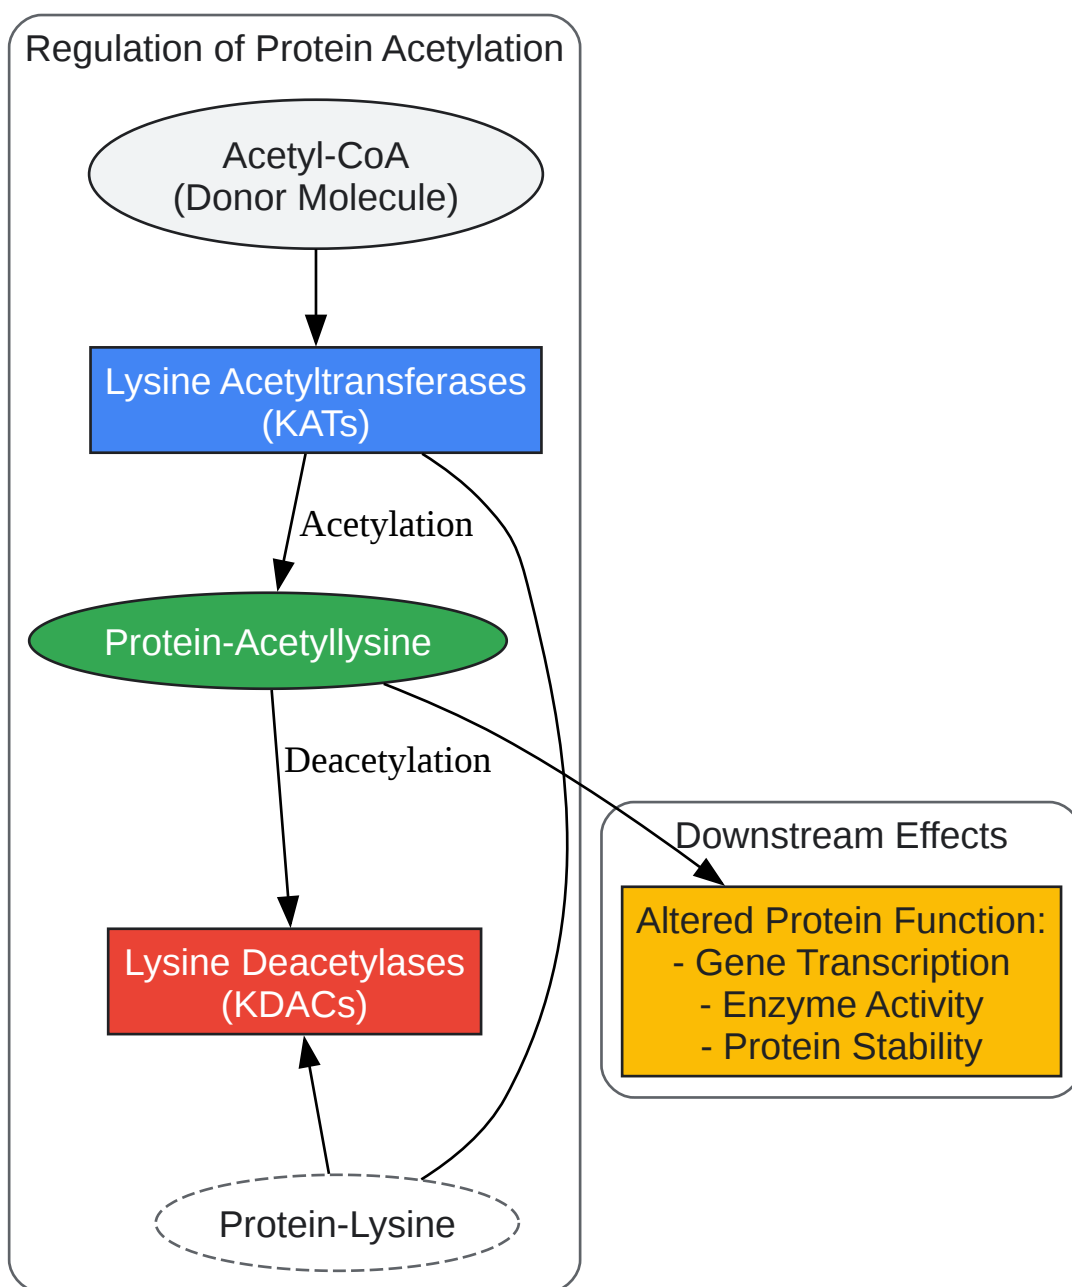 Regulation of Protein Acetylation
Acetyl-CoA
(Donor Molecule)
Lysine Acetyltransferases
(KATs)
Acetylation
Protein-Acetyllysine
Deacetylation
Downstream Effects
Altered Protein Function:
- Gene Transcription
- Enzyme Activity
- Protein Stability
Lysine Deacetylases
(KDACs)
Protein-Lysine